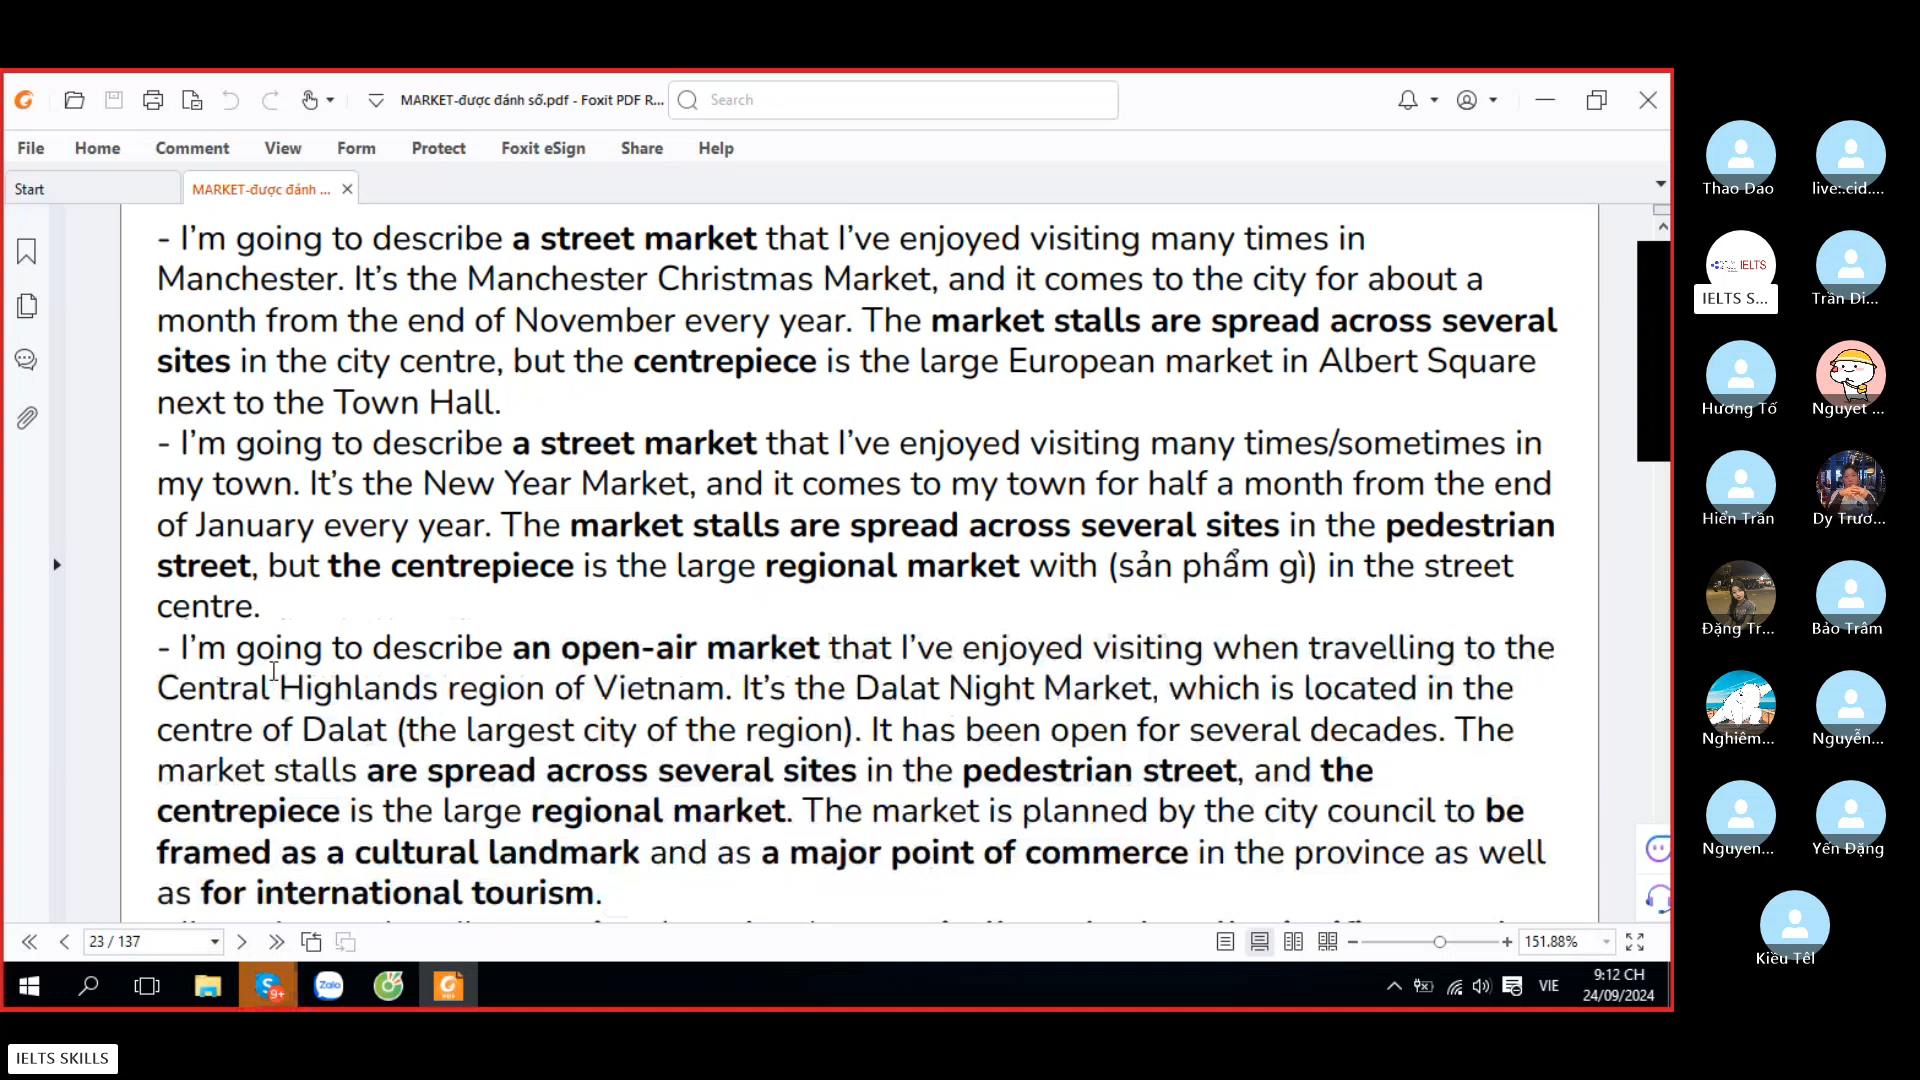 MARKET-được đánh số.pdf - Foxit PDF R...
Search
File Home Comment View Form Protect Foxit eSign Share Help
Start
MARKET-được đánh ...
- I’m going to describe a street market that I’ve enjoyed visiting many times in
Manchester. It’s the Manchester Christmas Market, and it comes to the city for about a
month from the end of November every year. The market stalls are spread across several
sites in the city centre, but the centrepiece is the large European market in Albert Square
next to the Town Hall.
- I’m going to describe a street market that I’ve enjoyed visiting many times/sometimes in
my town. It’s the New Year Market, and it comes to my town for half a month from the end
of January every year. The market stalls are spread across several sites in the pedestrian
street, but the centrepiece is the large regional market with (sản phẩm gì) in the street
centre.
- I’m going to describe an open-air market that I’ve enjoyed visiting when travelling to the
Central Highlands region of Vietnam. It’s the Dalat Night Market, which is located in the
centre of Dalat (the largest city of the region). It has been open for several decades. The
market stalls are spread across several sites in the pedestrian street, and the
centrepiece is the large regional market. The market is planned by the city council to be
framed as a cultural landmark and as a major point of commerce in the province as well
as for international tourism.
23 / 137
151.88%
9+
Zalo
VIE
9:12 CH
24/09/2024
IELTS SKILLS
Thao Dao
live:.cid....
IELTS
IELTS S...
Trần Di...
Hương Tố
Nguyet ...
Hiển Trần
Dy Trươ...
Đặng Tr...
Bảo Trâm
Nghiêm...
Nguyễn...
Nguyen...
Yến Đặng
Kiều Têl